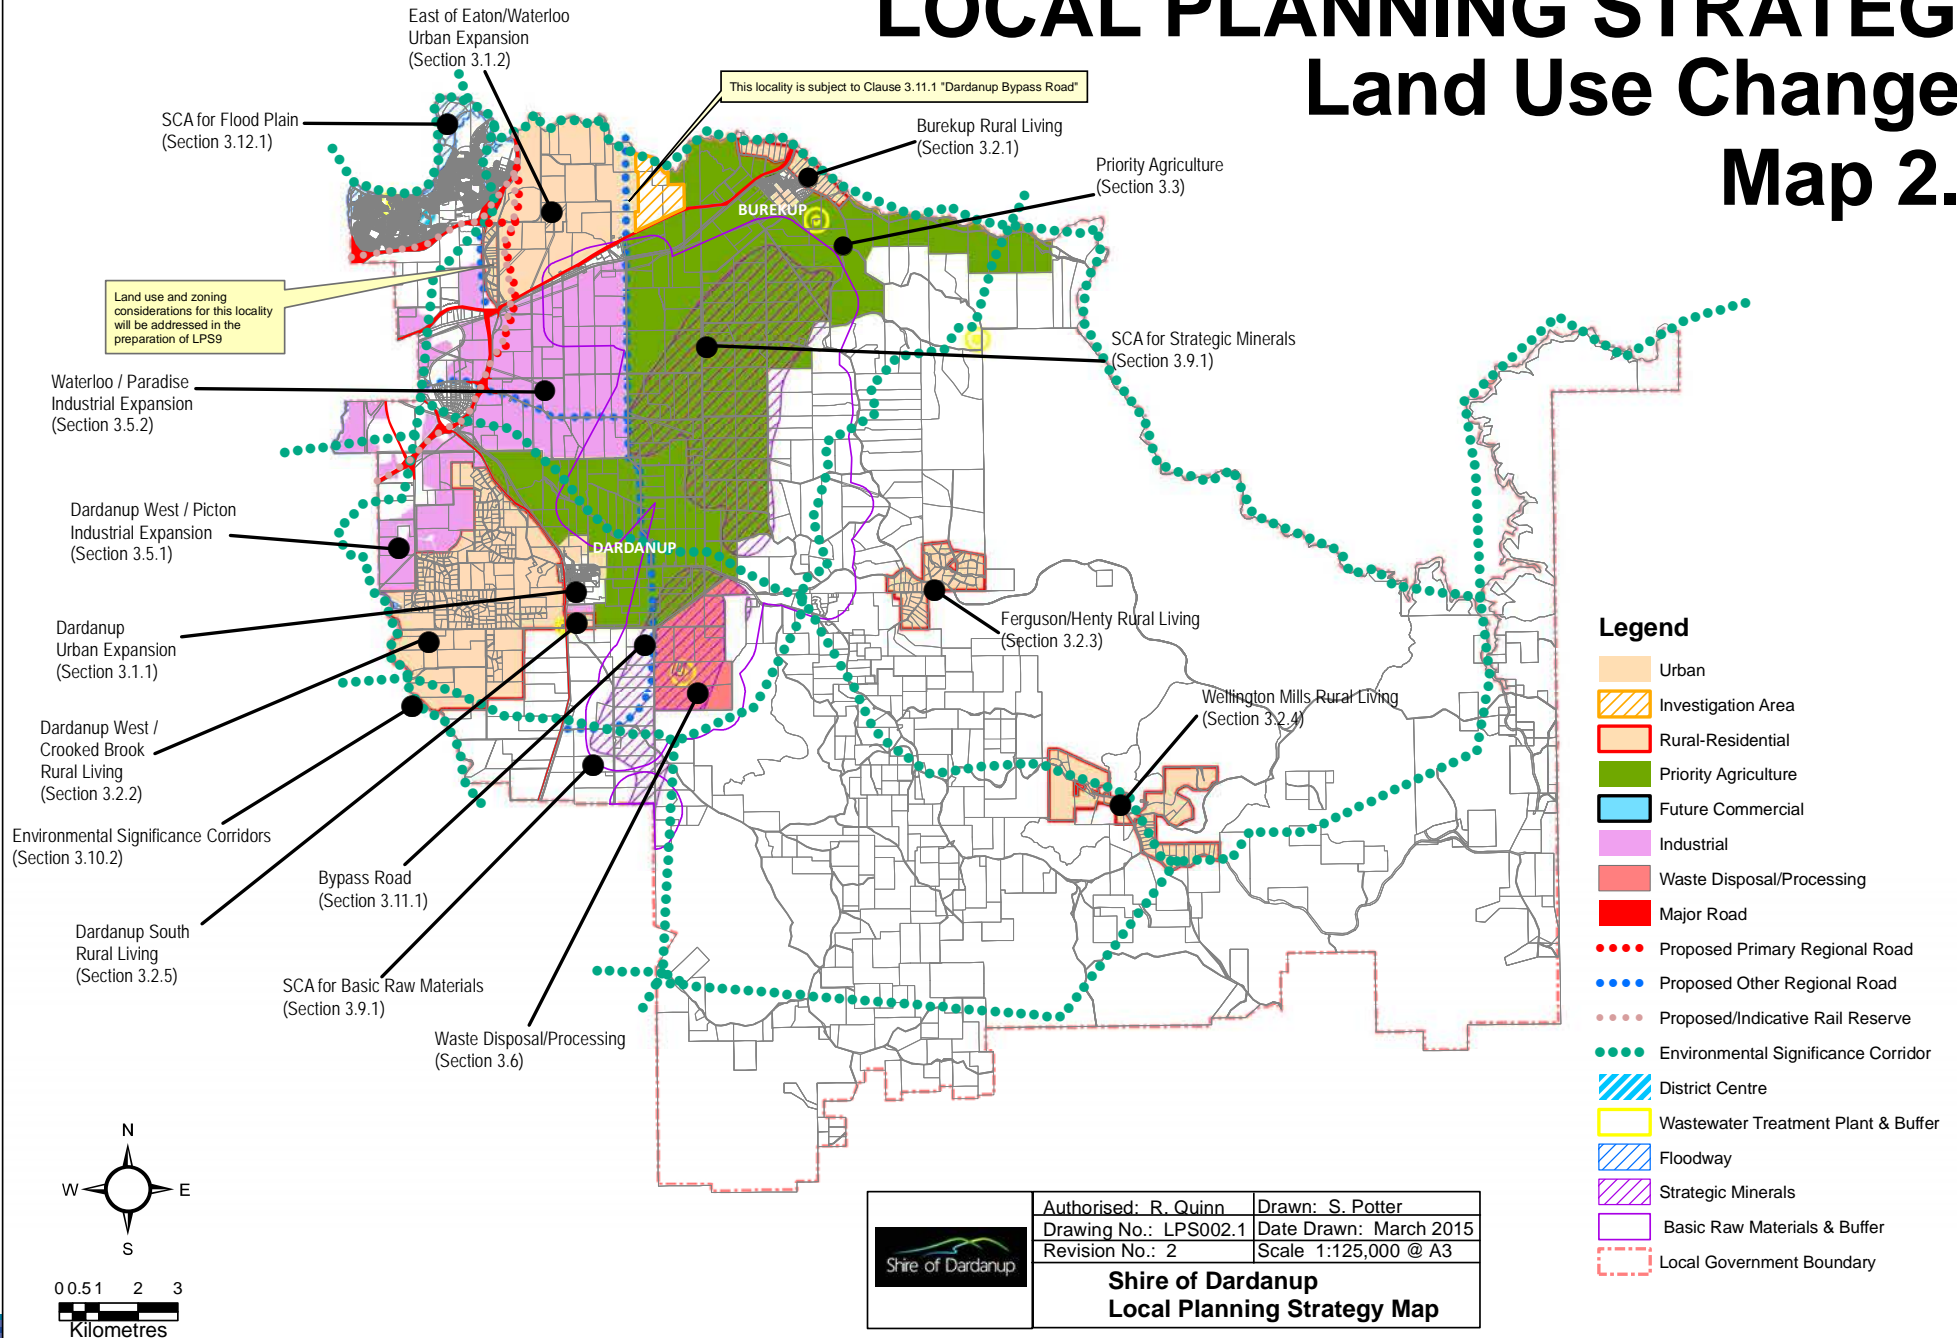 LOCAL PLANNING STRATEG
Land Use Change
Map 2.
East of Eaton/Waterloo
Urban Expansion
(Section 3.1.2)
This locality is subject to Clause 3.11.1 "Dardanup Bypass Road"
SCA for Flood Plain
(Section 3.12.1)
Burekup Rural Living
(Section 3.2.1)
Priority Agriculture
(Section 3.3)
BUREKUP
Land use and zoning
considerations for this locality
will be addressed in the
preparation of LPS9
SCA for Strategic Minerals
(Section 3.9.1)
Waterloo / Paradise
Industrial Expansion
(Section 3.5.2)
Dardanup West / Picton
Industrial Expansion
(Section 3.5.1)
DARDANUP
Dardanup
Urban Expansion
(Section 3.1.1)
Ferguson/Henty Rural Living
(Section 3.2.3)
Wellington Mills Rural Living
(Section 3.2.4)
Dardanup West /
Crooked Brook
Rural Living
(Section 3.2.2)
Environmental Significance Corridors
(Section 3.10.2)
Bypass Road
(Section 3.11.1)
Dardanup South
Rural Living
(Section 3.2.5)
SCA for Basic Raw Materials
(Section 3.9.1)
Waste Disposal/Processing
(Section 3.6)
Legend
Urban
Investigation Area
Rural-Residential
Priority Agriculture
Future Commercial
Industrial
Waste Disposal/Processing
Major Road
Proposed Primary Regional Road
Proposed Other Regional Road
Proposed/Indicative Rail Reserve
Environmental Significance Corridor
District Centre
Wastewater Treatment Plant & Buffer
Floodway
Strategic Minerals
Basic Raw Materials & Buffer
Local Government Boundary
N
W E
S
0 0.5 1 2 3
Kilometres
Shire of Dardanup
Authorised: R. Quinn Drawn: S. Potter
Drawing No.: LPS002.1 Date Drawn: March 2015
Revision No.: 2 Scale 1:125,000 @ A3
Shire of Dardanup
Local Planning Strategy Map